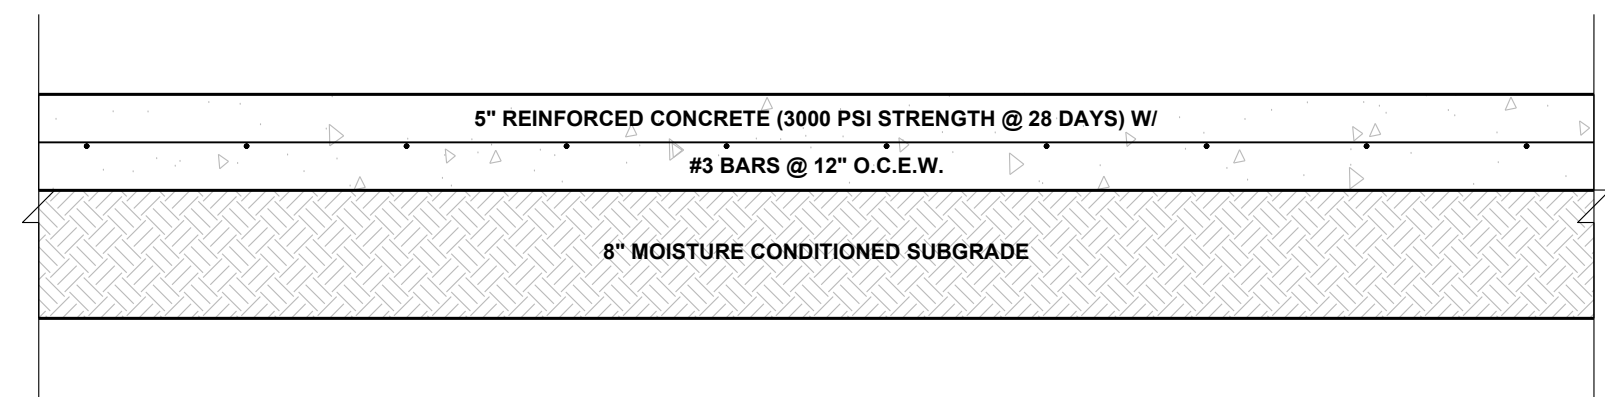 5" REINFORCED CONCRETE (3000 PSI STRENGTH @ 28 DAYS) W/
#3 BARS @ 12" O.C.E.W.
8" MOISTURE CONDITIONED SUBGRADE